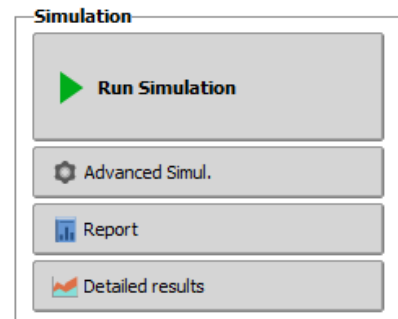 Simulation
Run Simulation
Advanced Simul.
Report
Detailed results